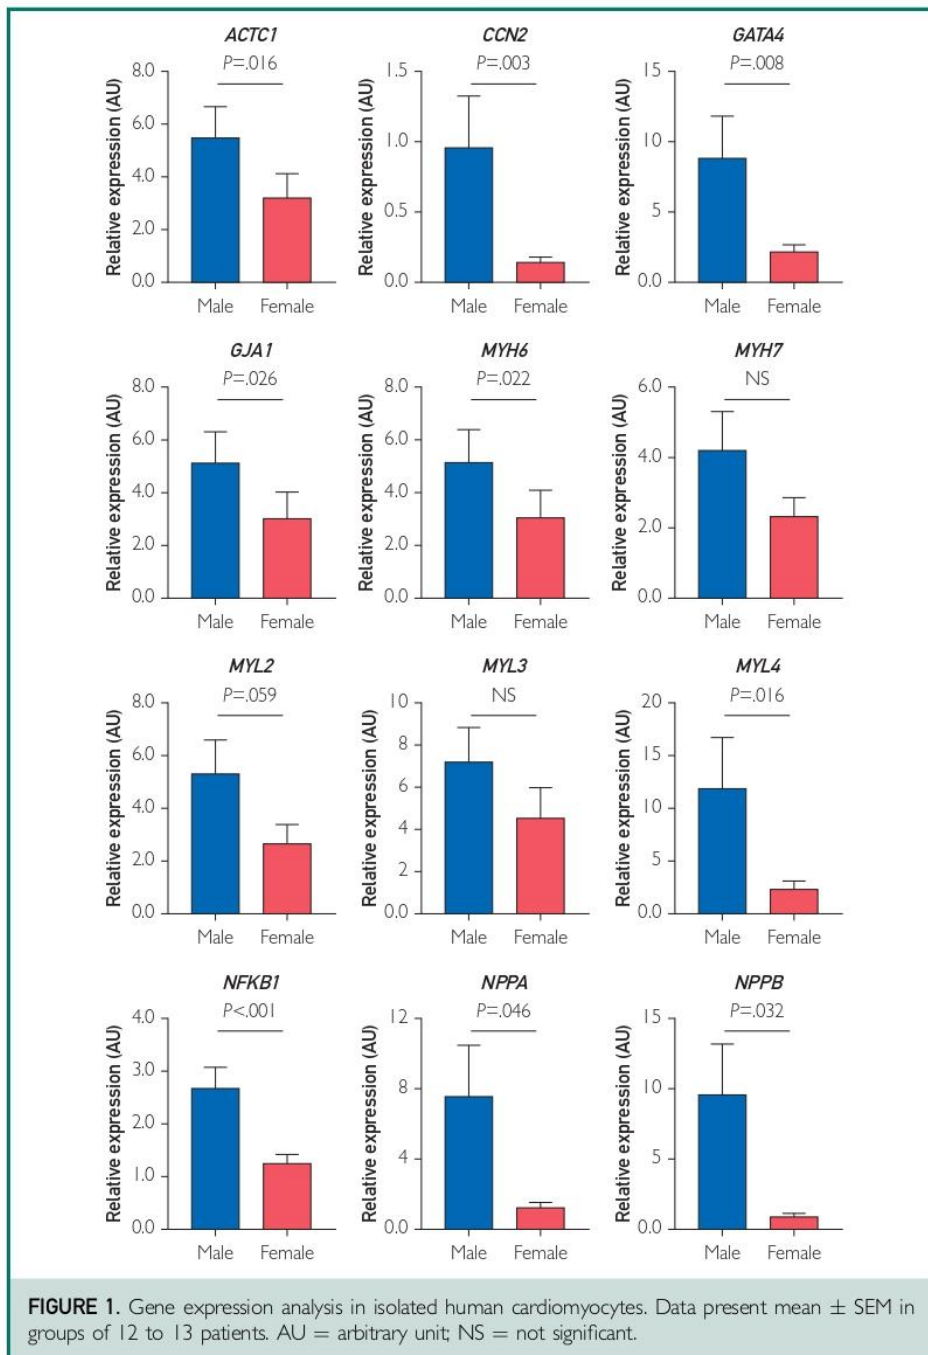 ACTC1
P=.016
Relative expression (AU)
8.0
6.0
4.0
2.0
0.0
Male Female
CCN2
P=.003
Relative expression (AU)
1.5
1.0
0.5
0.0
Male Female
GATA4
P=.008
Relative expression (AU)
15
10
5
0.0
Male Female
GJA1
P=.026
Relative expression (AU)
8.0
6.0
4.0
2.0
0.0
Male Female
MYH6
P=.022
Relative expression (AU)
8.0
6.0
4.0
2.0
0.0
Male Female
MYH7
NS
Relative expression (AU)
6.0
4.0
2.0
0.0
Male Female
MYL2
P=.059
Relative expression (AU)
8.0
6.0
4.0
2.0
0.0
Male Female
MYL3
NS
Relative expression (AU)
10
8
6
4
2
0.0
Male Female
MYL4
P=.016
Relative expression (AU)
20
15
10
5
0.0
Male Female
NFKB1
P<.001
Relative expression (AU)
4.0
3.0
2.0
1.0
0.0
Male Female
NPPA
P=.046
Relative expression (AU)
12
8
4
0.0
Male Female
NPPB
P=.032
Relative expression (AU)
15
10
5
0.0
Male Female
FIGURE 1. Gene expression analysis in isolated human cardiomyocytes. Data present mean ± SEM in
groups of 12 to 13 patients. AU = arbitrary unit; NS = not significant.